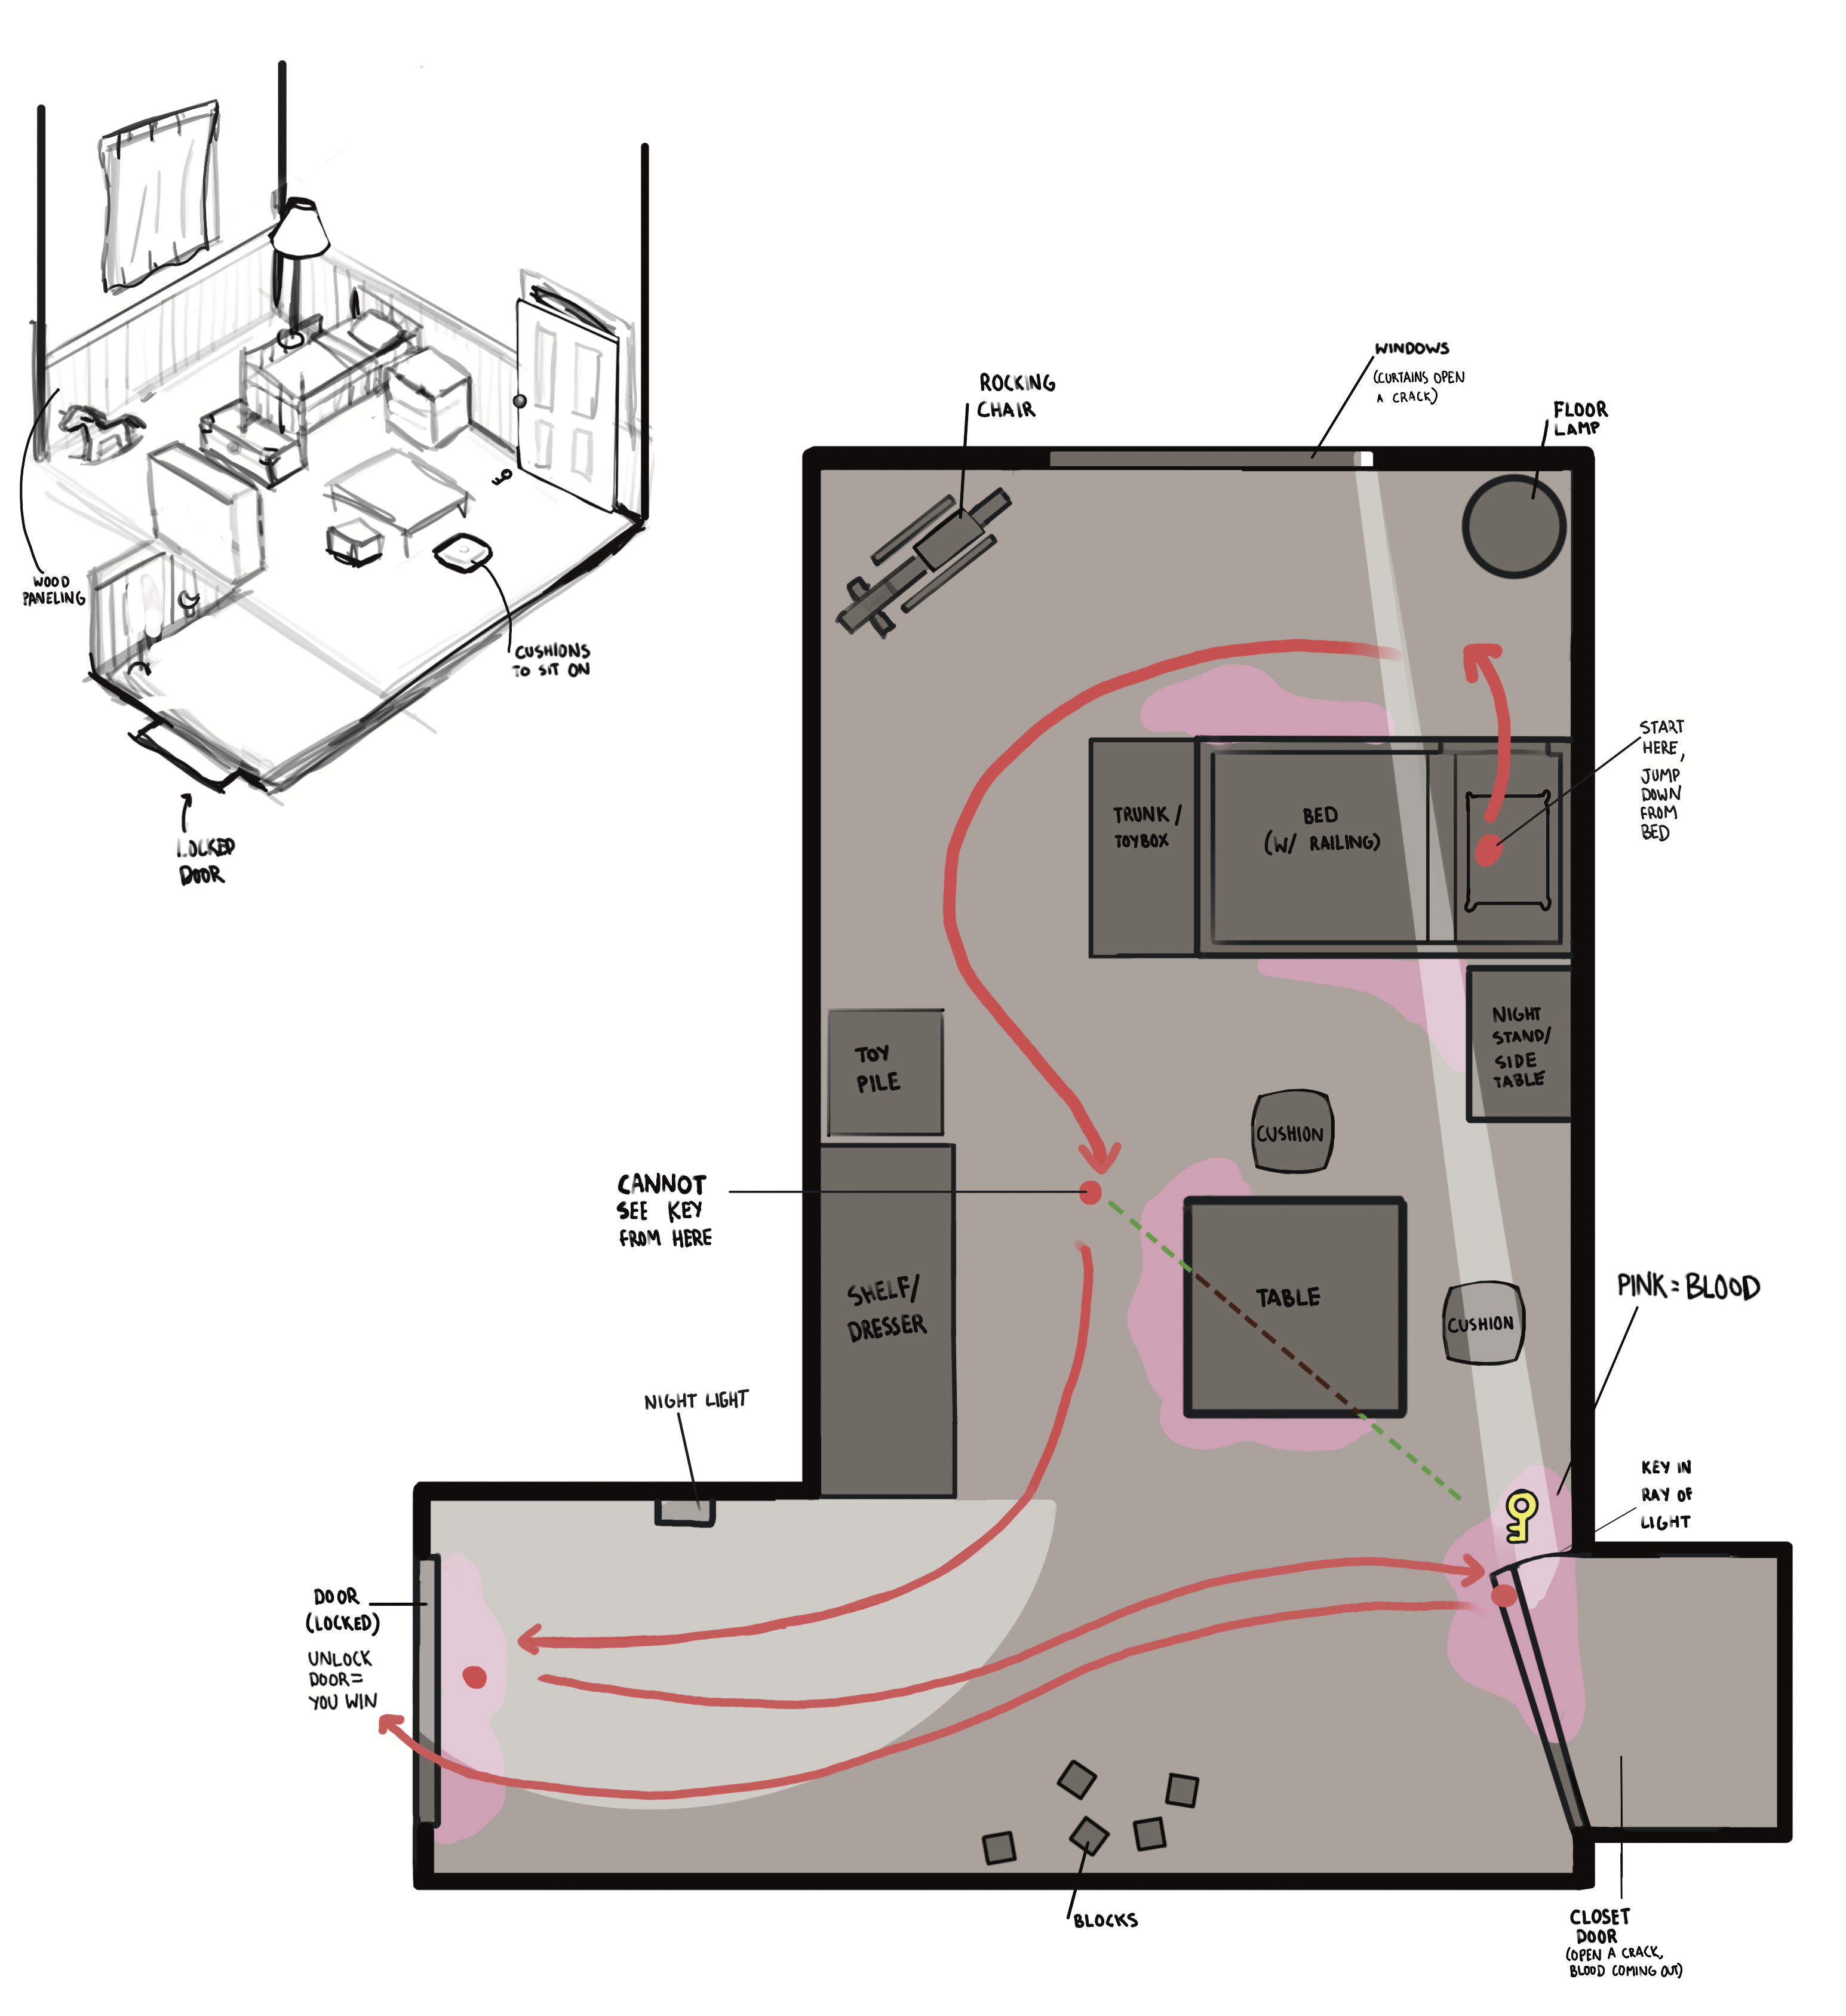 WOOD
PANELING
CUSHIONS
TO SIT ON
LOCKED
DOOR
ROCKING
CHAIR
WINDOWS
(CURTAINS OPEN
A CRACK)
FLOOR
LAMP
START
HERE,
JUMP
DOWN
FROM
BED
TRUNK/
TOYBOX
BED
(W/ RAILING)
NIGHT
STAND/
SIDE
TABLE
TOY
PILE
CUSHION
CANNOT
SEE KEY
FROM HERE
SHELF/
DRESSER
TABLE
CUSHION
PINK=BLOOD
NIGHT LIGHT
KEY IN
RAY OF
LIGHT
DOOR
(LOCKED)
UNLOCK
DOOR=
YOU WIN
BLOCKS
CLOSET
DOOR
(OPEN A CRACK,
BLOOD COMING OUT)